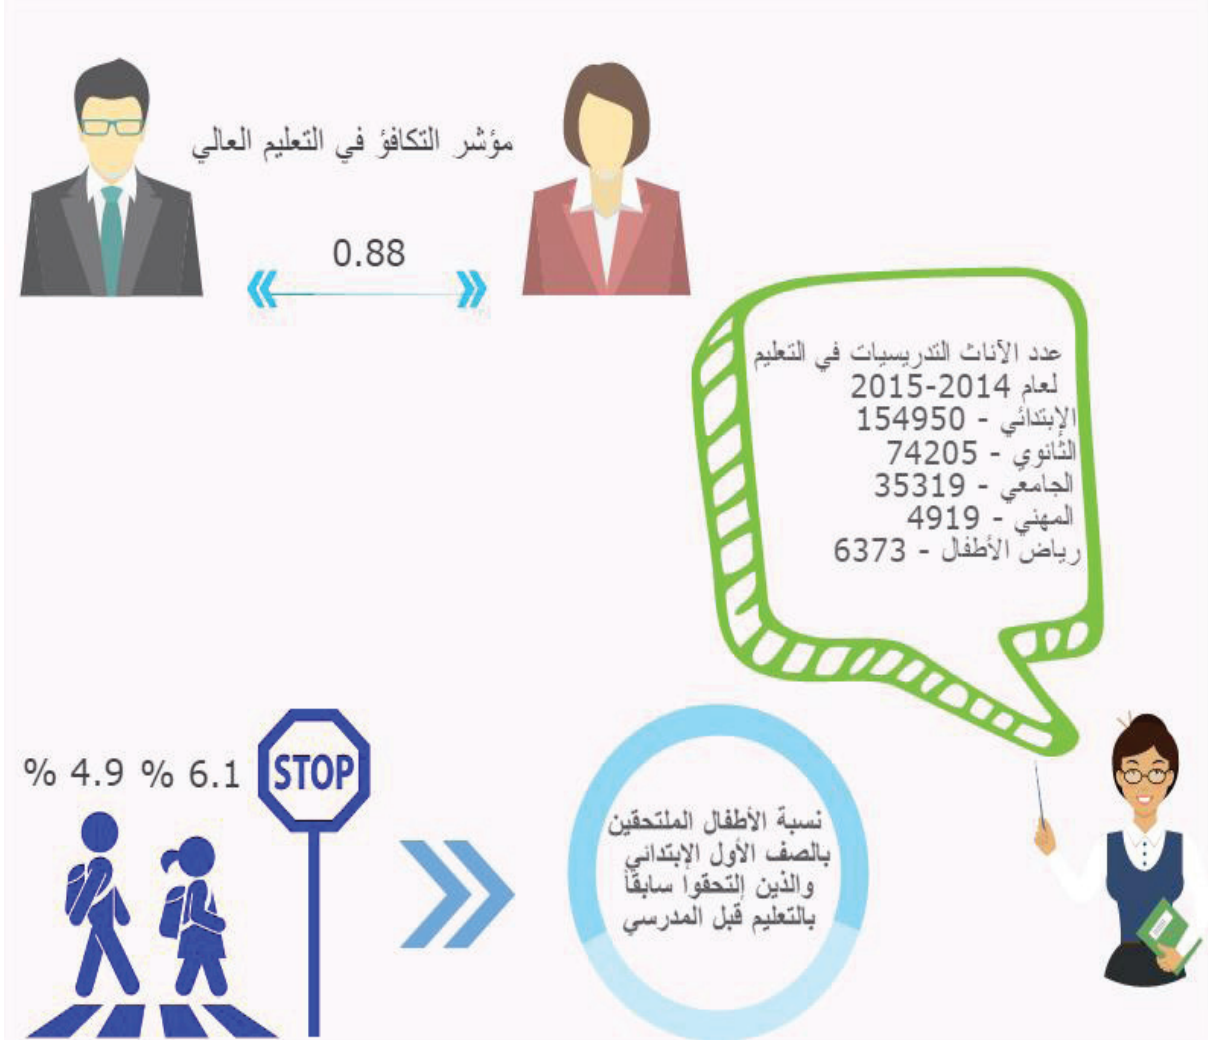 مؤشر التكافؤ في التعليم العالي
0.88
عدد الآناث التدريسيات في التعليم
لعام 2014-2015
الإبتدائي - 154950
الثانوي - 74205
الجامعي - 35319
المهني - 4919
رياض الأطفال - 6373
% 4.9 % 6.1
STOP
نسبة الأطفال الملتحقين
بالصف الأول الإبتدائي
والذين إلتحقوا سابقاً
بالتعليم قبل المدرسي